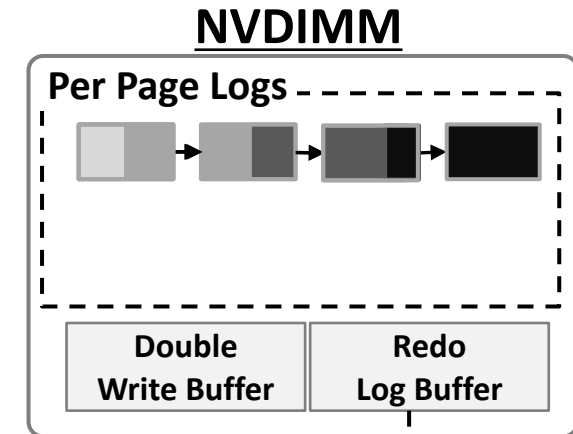 NVDIMM
Per Page Logs
Double
Write Buffer
Redo
Log Buffer